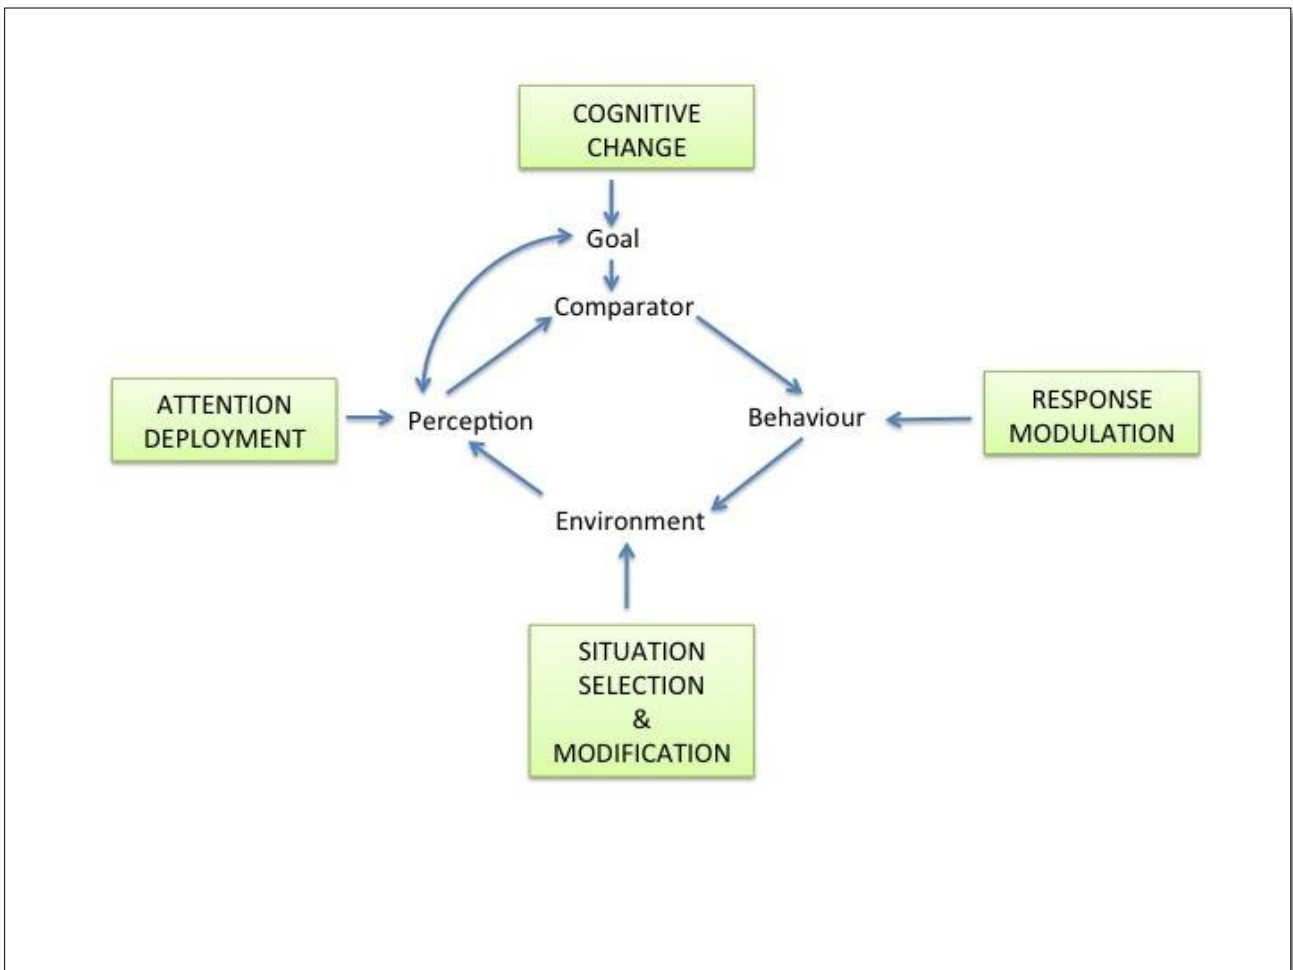 COGNITIVE
CHANGE
Goal
Comparator
ATTENTION
DEPLOYMENT
Perception
Behaviour
RESPONSE
MODULATION
Environment
SITUATION
SELECTION
&
MODIFICATION